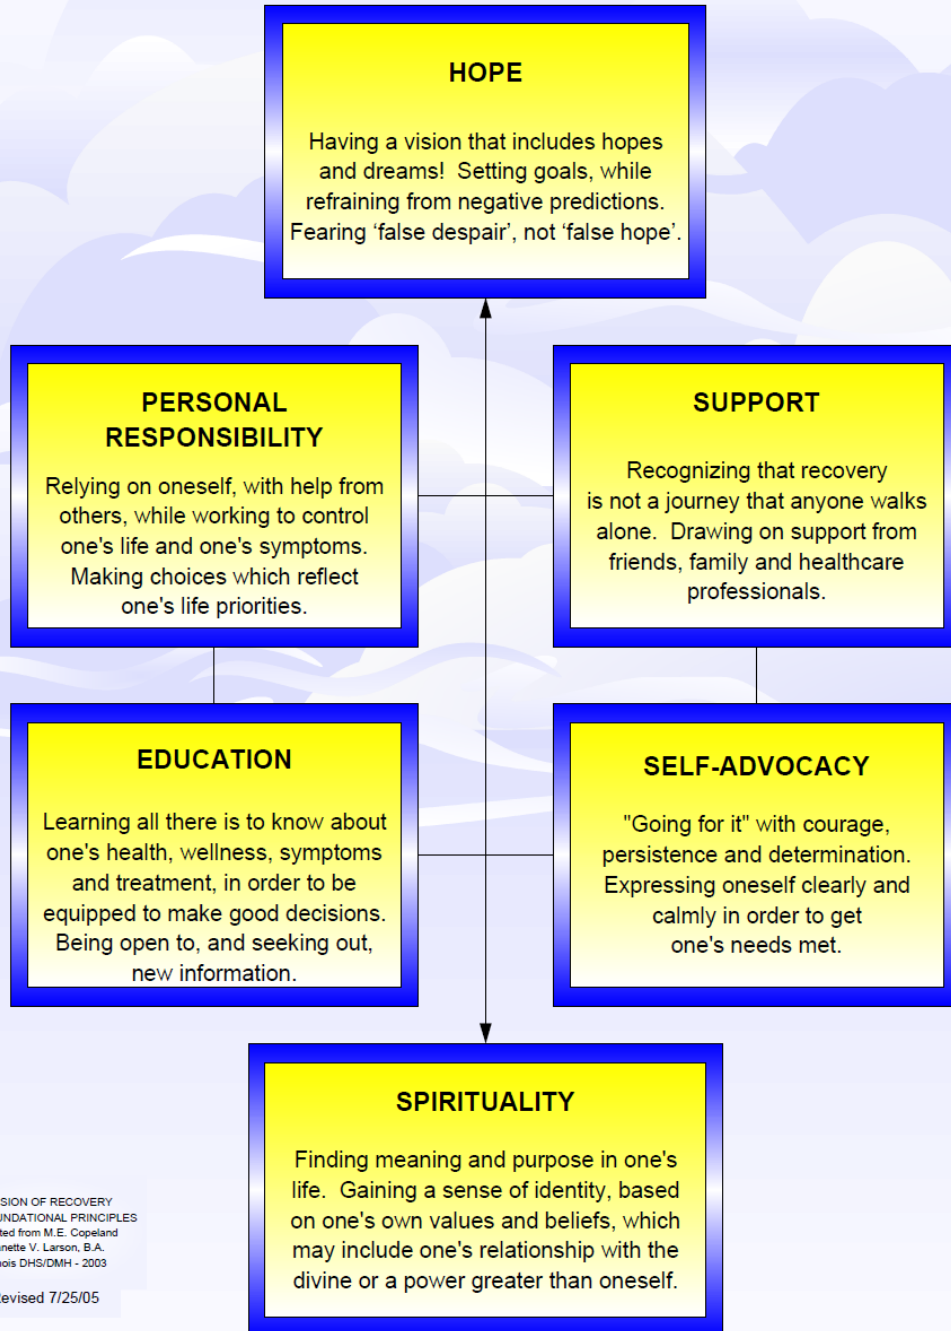 HOPE
Having a vision that includes hopes
and dreams!  Setting goals, while
refraining from negative predictions.
Fearing ‘false despair’, not ‘false hope’.
PERSONAL
RESPONSIBILITY
Relying on oneself, with help from
others, while working to control
one's life and one's symptoms.
Making choices which reflect
one's life priorities.
SUPPORT
Recognizing that recovery
is not a journey that anyone walks
alone.  Drawing on support from
friends, family and healthcare
professionals.
EDUCATION
Learning all there is to know about
one's health, wellness, symptoms
and treatment, in order to be
equipped to make good decisions.
Being open to, and seeking out,
new information.
SELF-ADVOCACY
"Going for it" with courage,
persistence and determination.
Expressing oneself clearly and
calmly in order to get
one's needs met.
SPIRITUALITY
Finding meaning and purpose in one's
life.  Gaining a sense of identity, based
on one's own values and beliefs, which
may include one's relationship with the
divine or a power greater than oneself.
OF RECOVERY
PRINCIPLES
from M.E. Copeland
V. Larson, B.A.
DHS/DMH - 2003
7/25/05